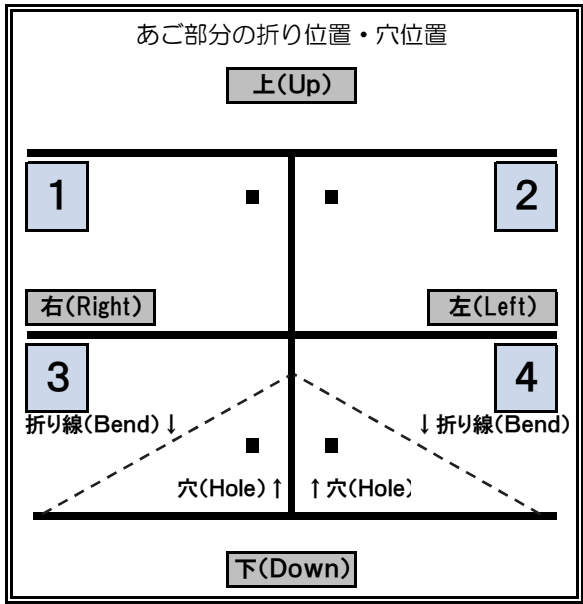 あご部分の折り位置・穴位置
上(Up)
1
2
右(Right)
左(Left)
3
4
折り線(Bend)↓
↓折り線(Bend)
穴(Hole)↑
↑穴(Hole)
下(Down)